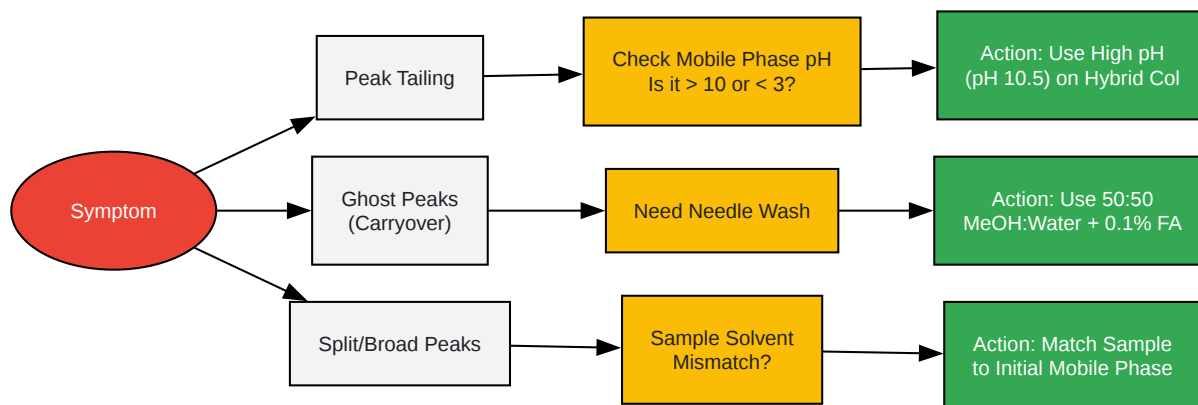 Symptom
Peak Tailing
Check Mobile Phase pH
Is it > 10 or < 3?
Action: Use High pH
(pH 10.5) on Hybrid Col
Ghost Peaks
(Carryover)
Need Needle Wash
Action: Use 50:50
MeOH:Water + 0.1% FA
Split/Broad Peaks
Sample Solvent
Mismatch?
Action: Match Sample
to Initial Mobile Phase